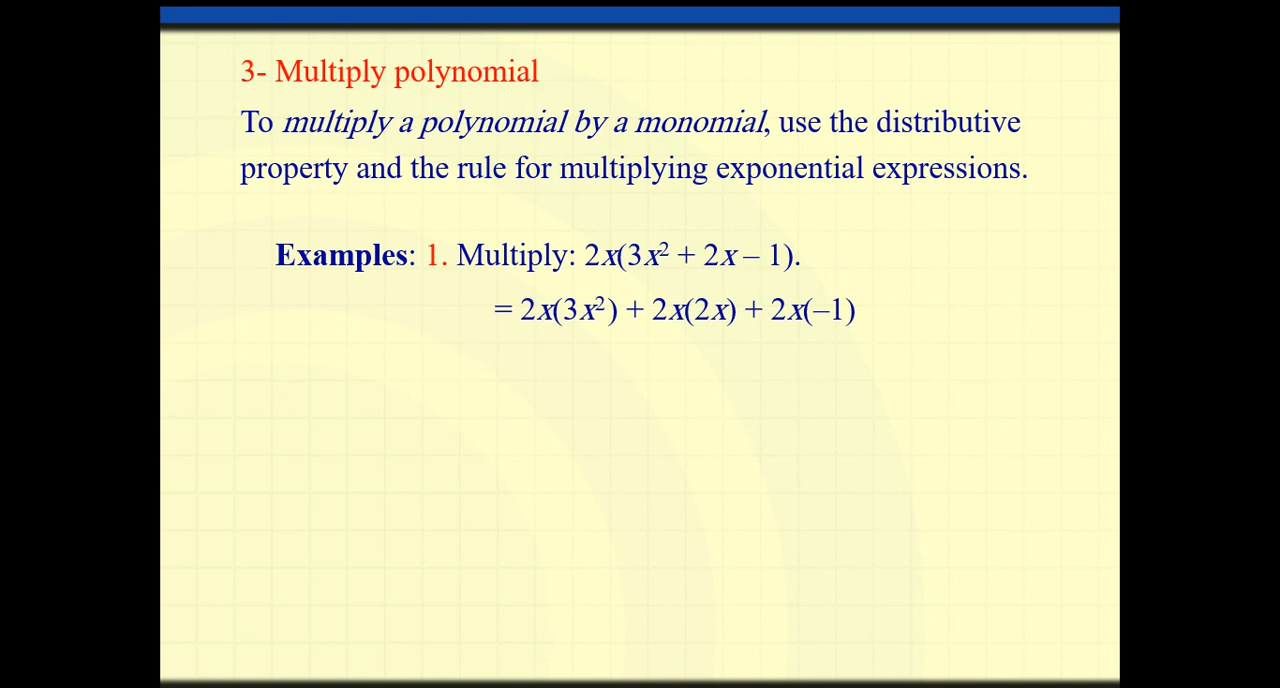 3- Multiply polynomial
To multiply a polynomial by a monomial, use the distributive
property and the rule for multiplying exponential expressions.
Examples: 1. Multiply: 2x(3x² + 2x – 1).
= 2x(3x²) + 2x(2x) + 2x(–1)